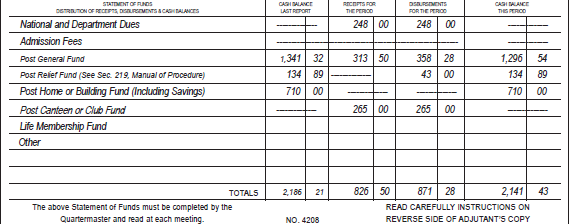 STATEMENT OF FUNDS CASH BALANCE RECEIPTS FOR DISBURSEMENTS CASH BALANCE
DISTRIBUTION OF RECEIPTS, DISBURSEMENTS & CASH BALANCES LAST REPORT THE PERIOD FOR THE PERIOD THIS PERIOD
National and Department Dues ---------- 248 00 248 00 ----------
Admission Fees ---------- ---------- ---------- ----------
Post General Fund 1,341 32 313 50 358 28 1,296 54
Post Relief Fund (See Sec. 219, Manual of Procedure) 134 89 ---------- 43 00 134 89
Post Home or Building Fund (Including Savings) 710 00 ---------- ---------- 710 00
Post Canteen or Club Fund ---------- 265 00 265 00 ----------
Life Membership Fund
Other
TOTALS 2,186 21 826 50 871 28 2,141 43
The above Statement of Funds must be completed by the READ CAREFULLY INSTRUCTIONS ON
Quartermaster and read at each meeting. NO. 4208 REVERSE SIDE OF ADJUTANT'S COPY